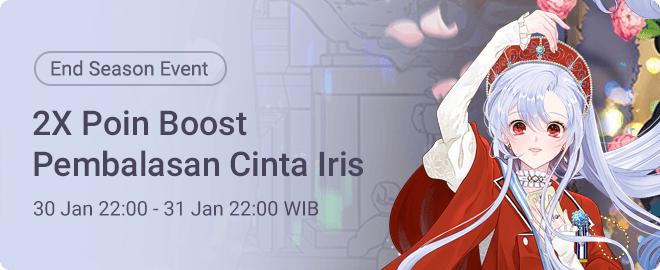 End Season Event
2X Poin Boost
Pembalasan Cinta Iris
30 Jan 22:00 - 31 Jan 22:00 WIB